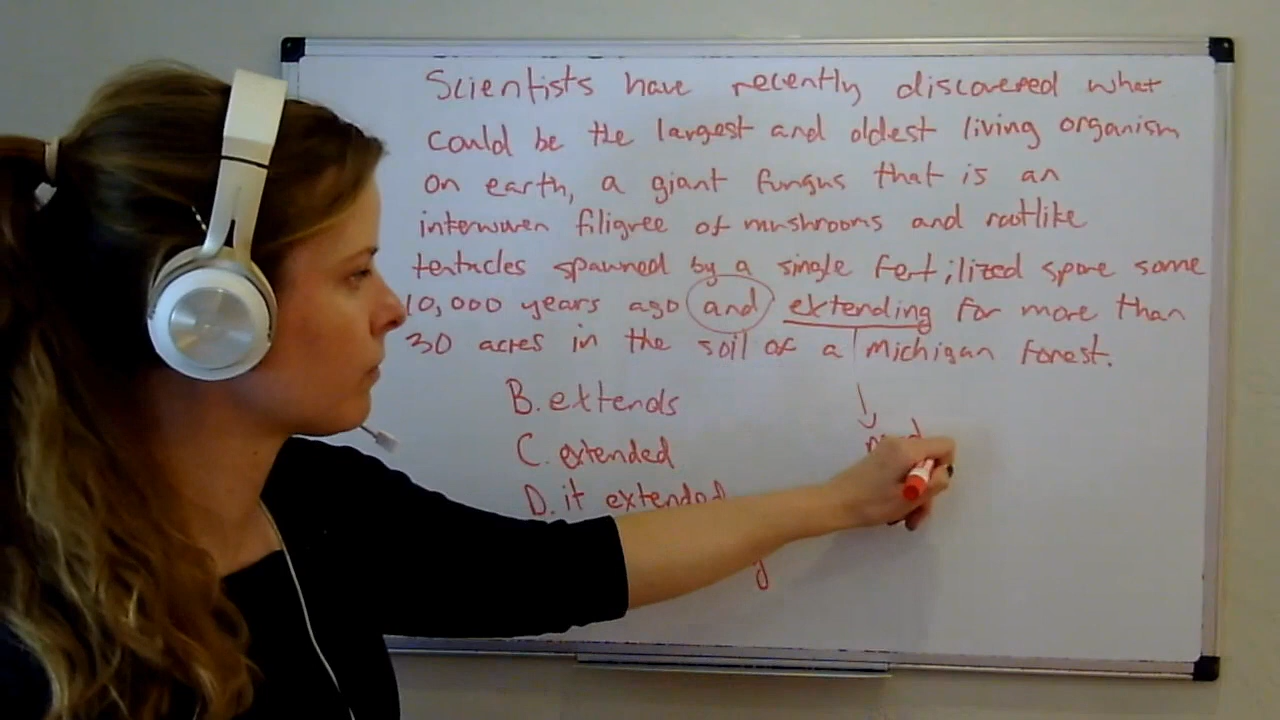 Scientists have recently discovered what
could be the largest and oldest living organism
on earth, a giant fungus that is an
interwoven filigree of mushrooms and rootlike
tentacles spawned by a single fertilized spore some
10,000 years ago and extending for more than
30 acres in the soil of a Michigan forest.
B. extends
C. extended
D. it extended